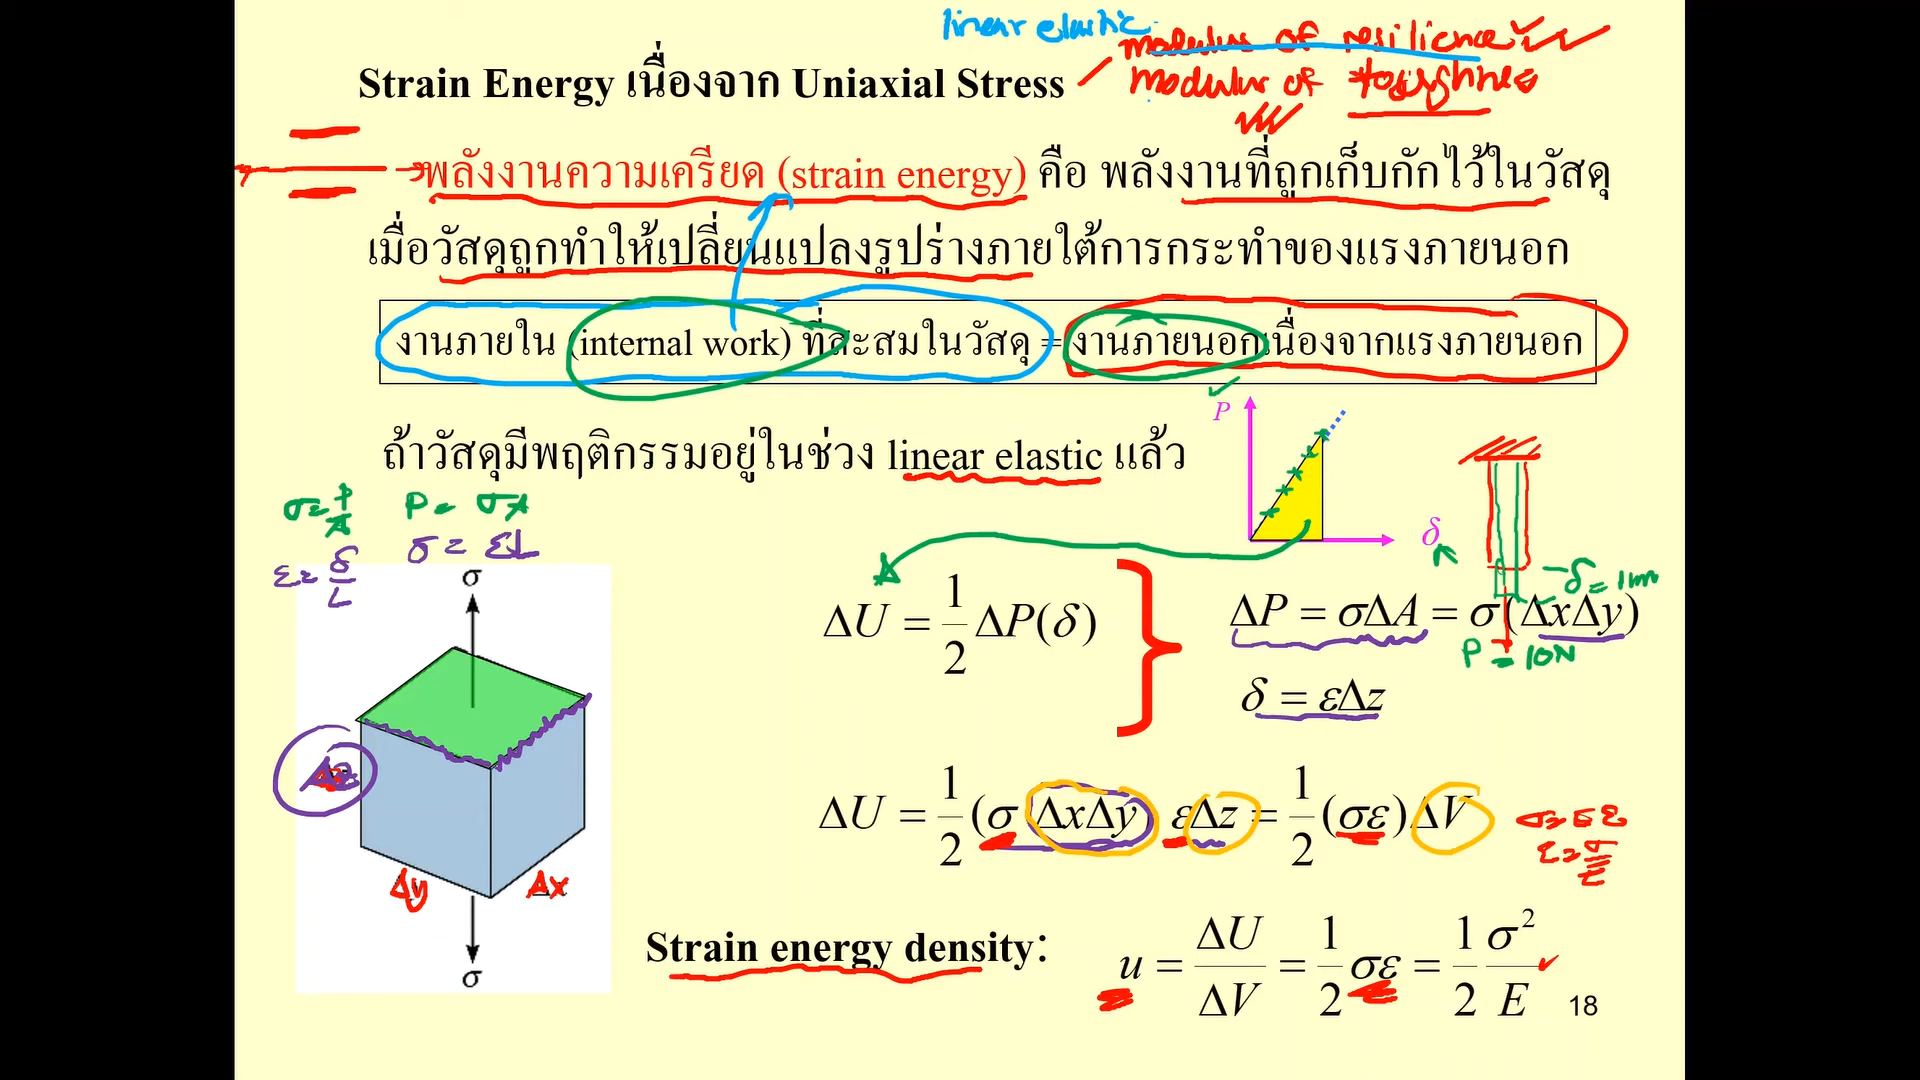 linear elastic
modulus of resilience
Strain Energy เนื่องจาก Uniaxial Stress
modulus of toughness
พลังงานความเครียด (strain energy) คือ พลังงานที่ถูกเก็บกักไว้ในวัสดุ
เมื่อวัสดุถูกทำให้เปลี่ยนแปลงรูปร่างภายใต้การกระทำของแรงภายนอก
งานภายใน (internal work) ที่สะสมในวัสดุ = งานภายนอกเนื่องจากแรงภายนอก
P
ถ้าวัสดุมีพฤติกรรมอยู่ในช่วง linear elastic แล้ว
δ
σ = P/A P = σA
ε = δ/L δ = εL
σ
δ = 1mm
ΔU = 1/2 ΔP(δ)
ΔP = σΔA = σ(ΔxΔy)
P = 10N
δ = εΔz
Δz
ΔU = 1/2 (σ ΔxΔy) εΔz = 1/2 (σε)ΔV
ε = σ/E
Δy Δx
Strain energy density:
u = ΔU/ΔV = 1/2 σε = 1/2 σ²/E
σ
18